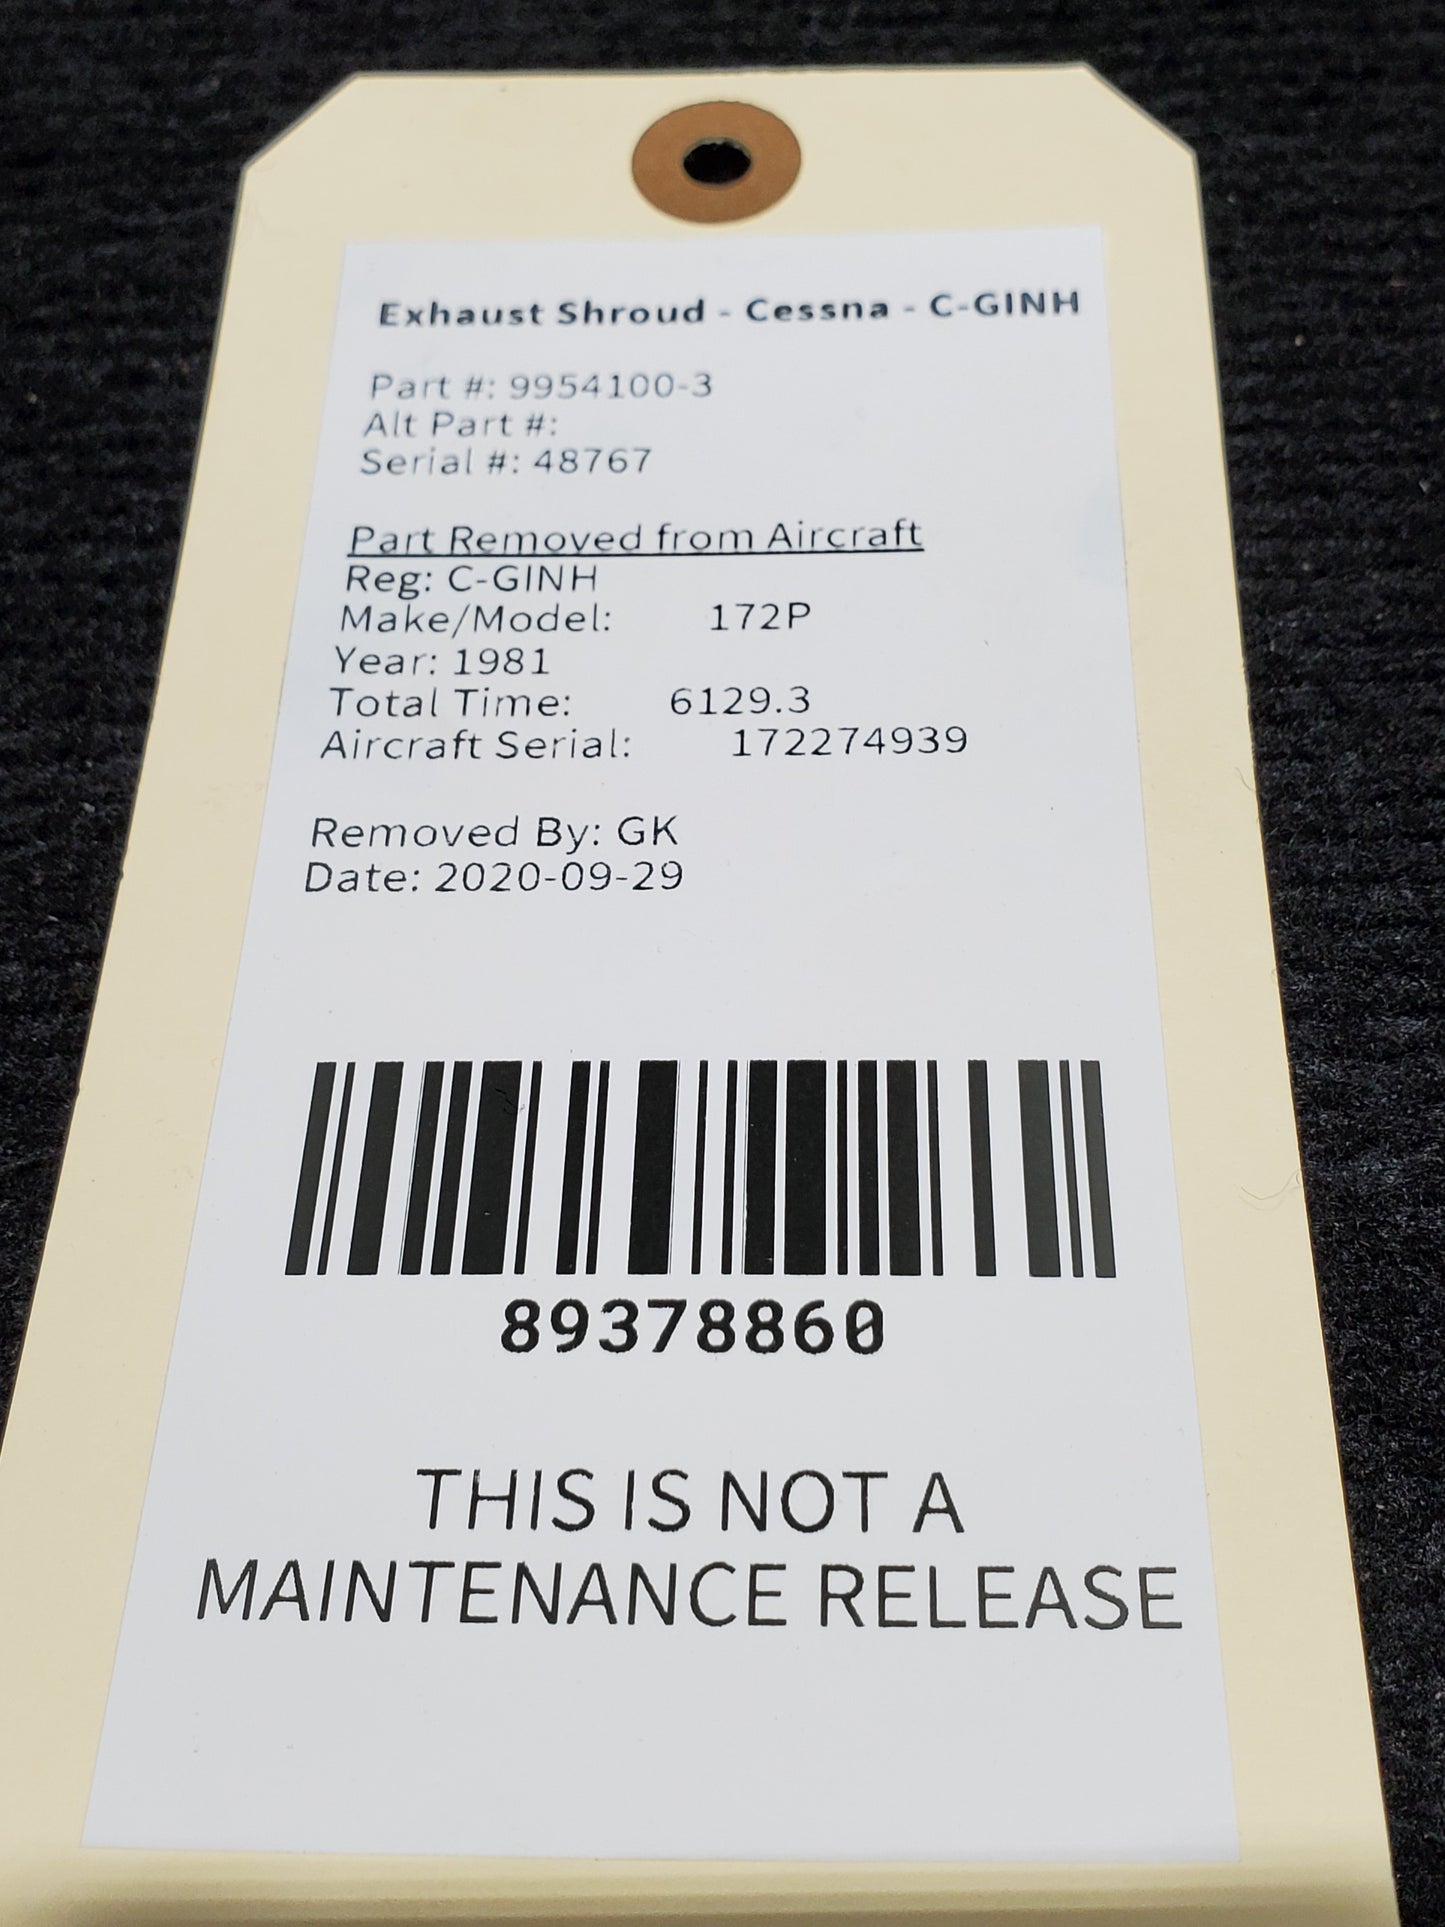 Exhaust Shroud - Cessna - C-GINH
Part #: 9954100-3
Alt Part #:
Serial #: 48767
Part Removed from Aircraft
Reg: C-GINH
Make/Model: 172P
Year: 1981
Total Time: 6129.3
Aircraft Serial: 172274939
Removed By: GK
Date: 2020-09-29
89378860
THIS IS NOT A
MAINTENANCE RELEASE